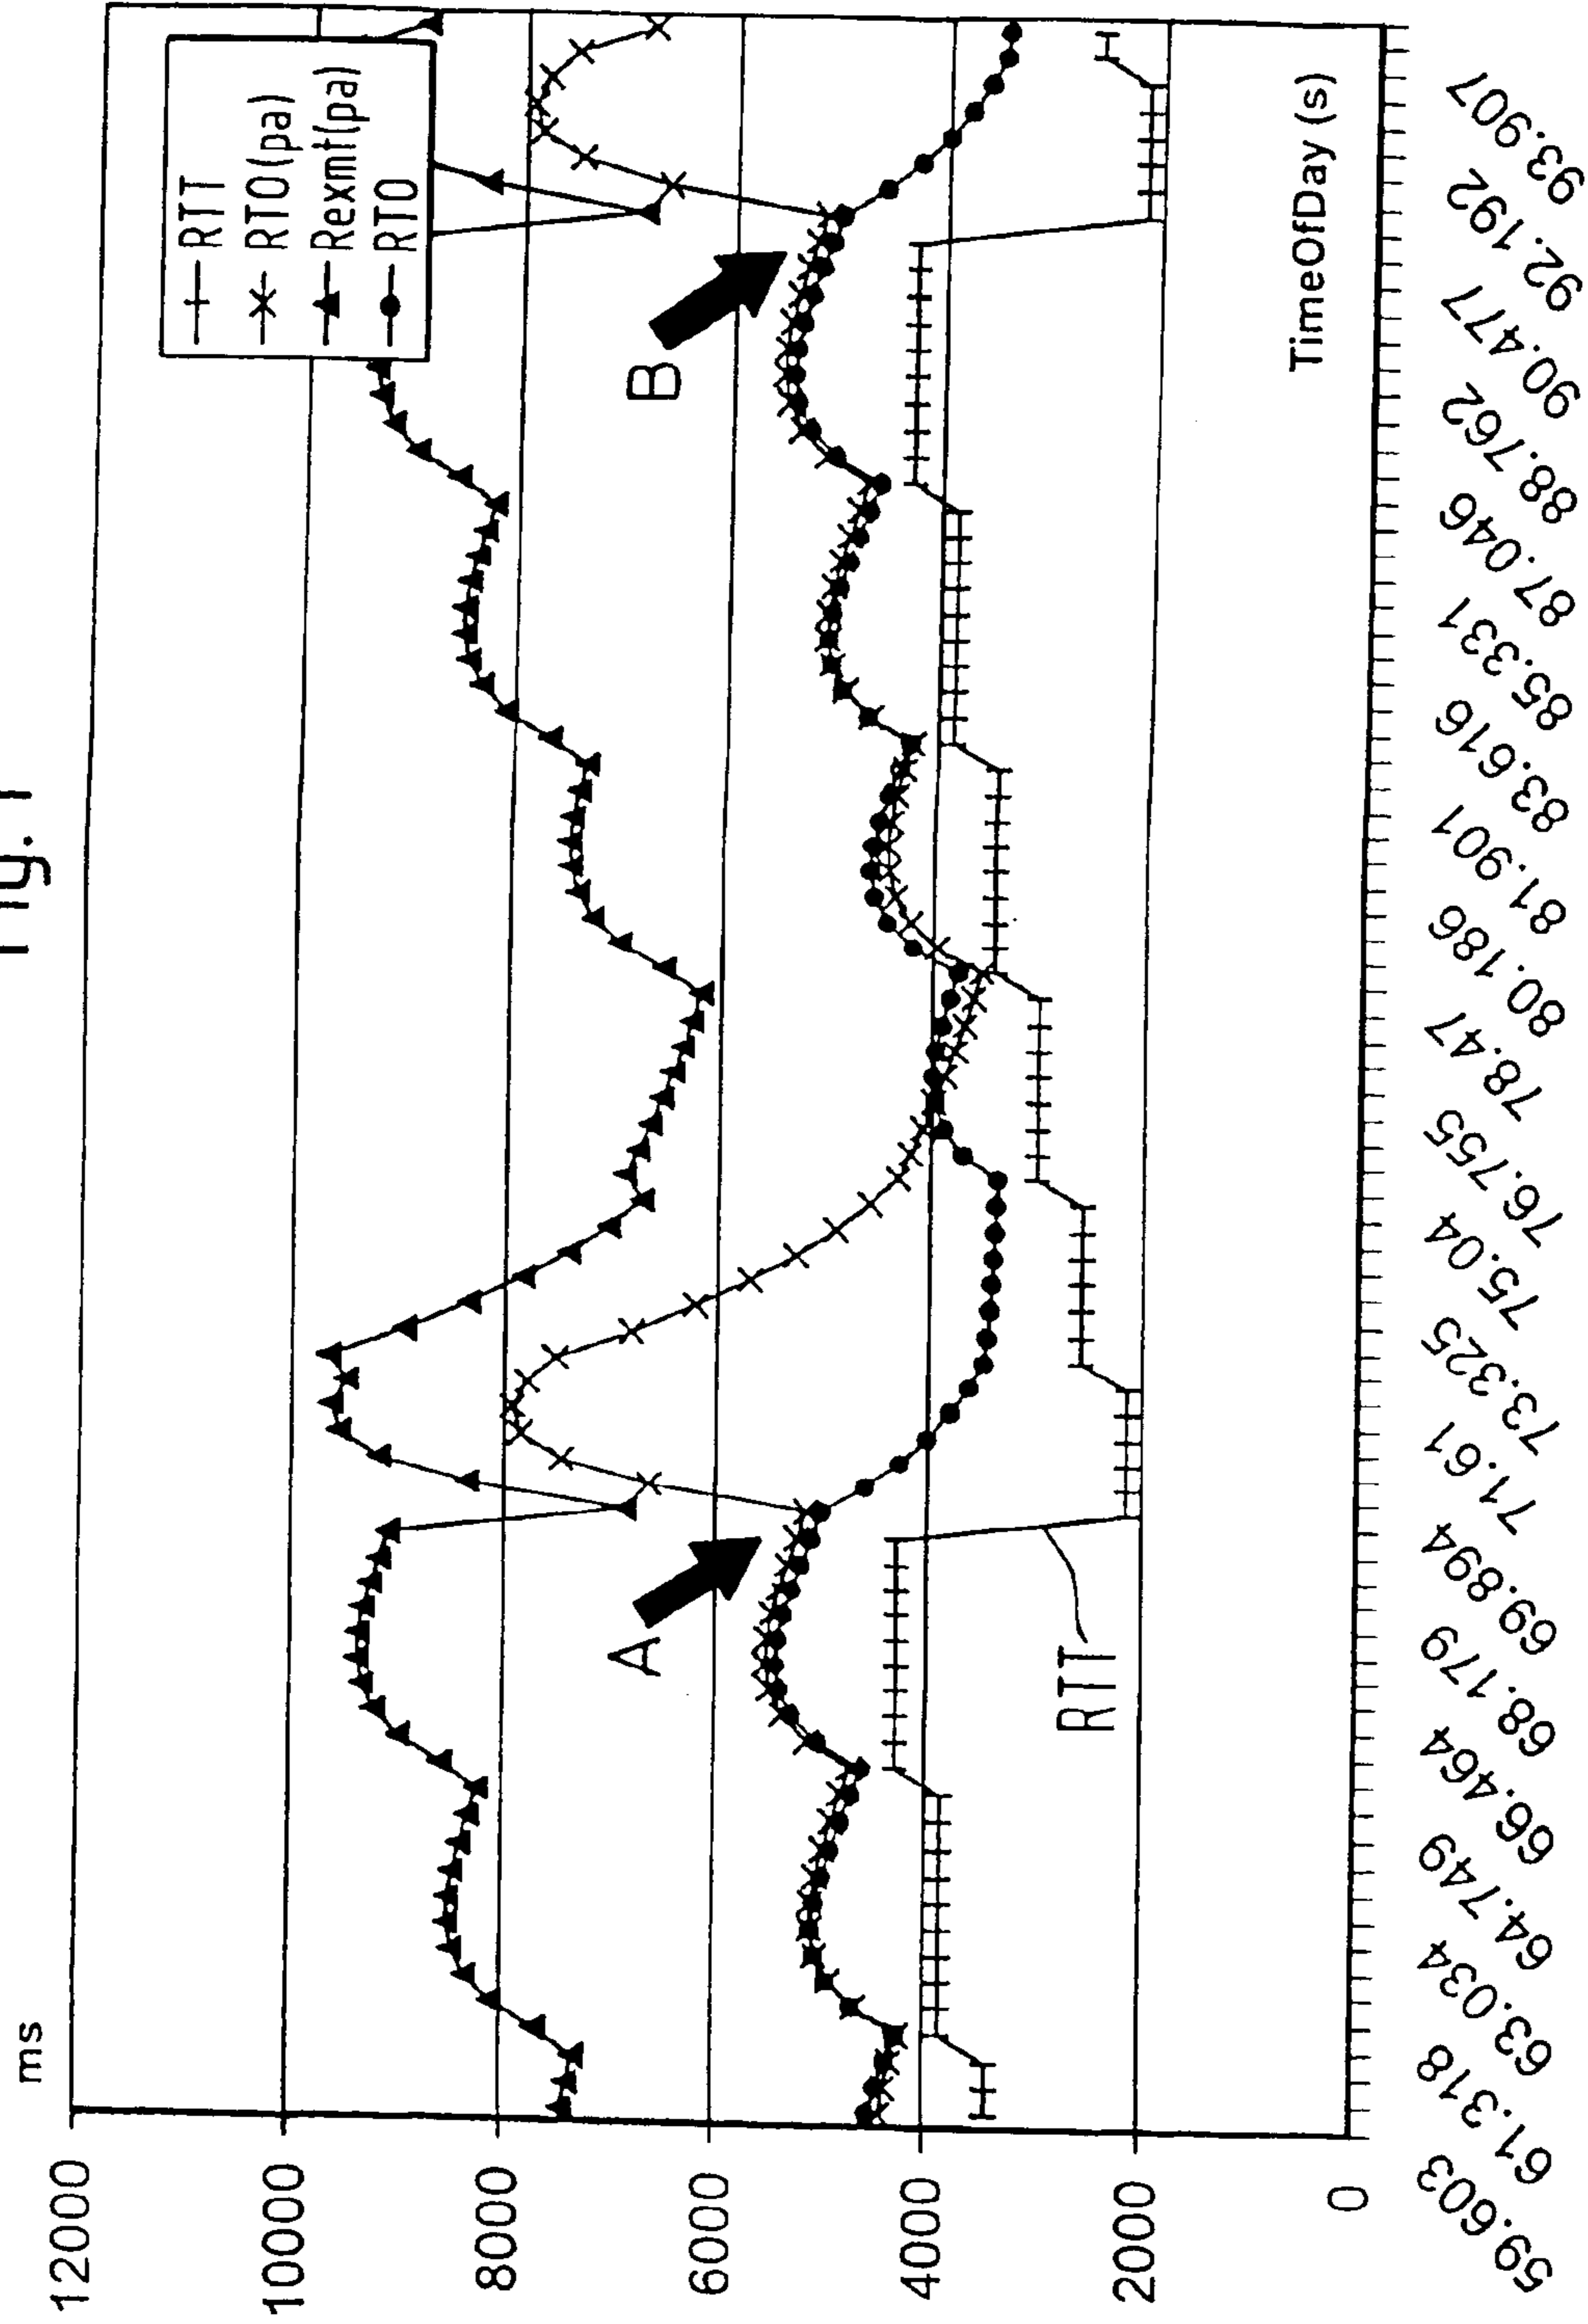 Fig. 1
ms
12000
10000
8000
6000
4000
2000
0
RTT
RTO(pa)
Rexmt(pa)
RTO
A
B
RTT
TimeOfDay (s)
59.603
61.318
63.034
64.749
66.464
68.179
69.894
71.61
73.325
75.04
76.755
78.47
80.186
81.901
83.616
85.331
87.046
88.762
90.477
92.192
93.907